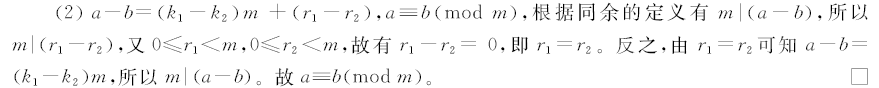 (2) a−b=(k₁−k₂)m +(r₁−r₂),a≡b(mod m),根据同余的定义有 m|(a−b),所以
m|(r₁−r₂),又 0≤r₁<m,0≤r₂<m,故有 r₁−r₂= 0,即 r₁=r₂。反之,由 r₁=r₂可知 a−b=
(k₁−k₂)m,所以 m|(a−b)。故 a≡b(mod m)。 □